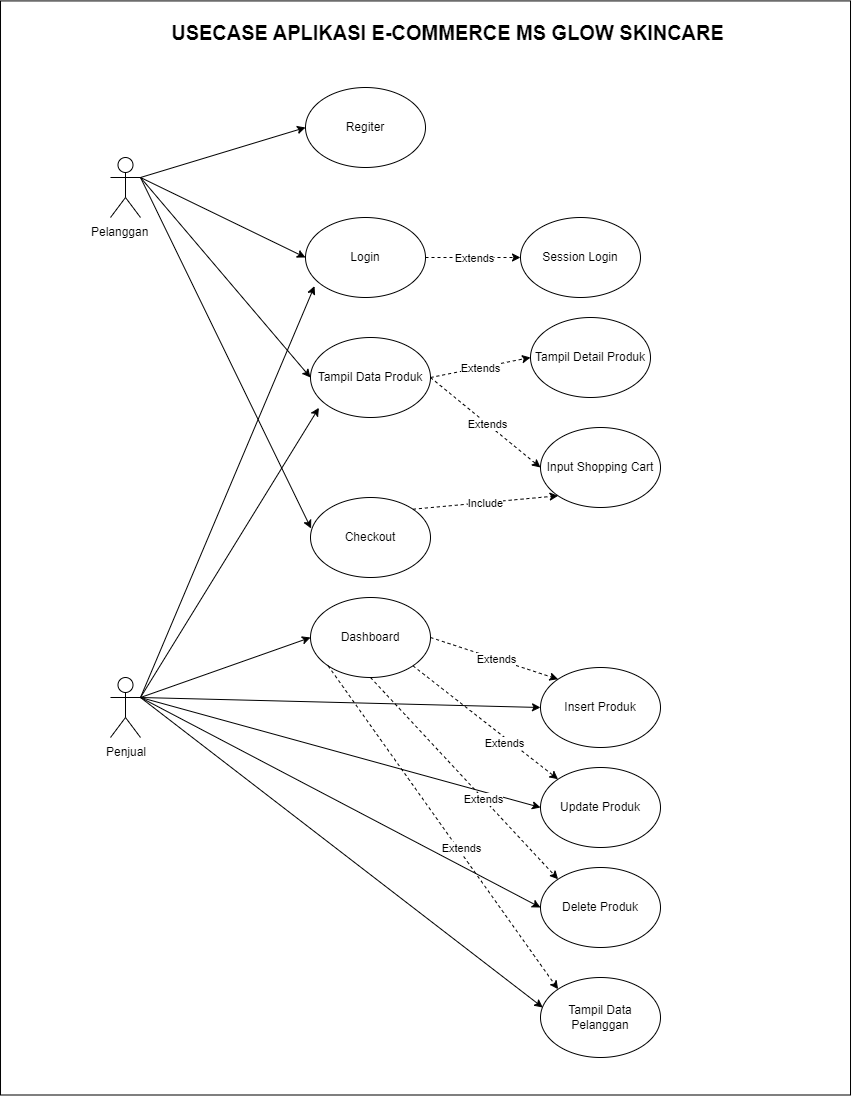 USECASE APLIKASI E-COMMERCE MS GLOW SKINCARE
Regiter
Pelanggan
Login
Extends
Session Login
Tampil Data Produk
Extends
Tampil Detail Produk
Extends
Input Shopping Cart
Include
Checkout
Dashboard
Extends
Insert Produk
Penjual
Extends
Update Produk
Extends
Extends
Delete Produk
Tampil Data
Pelanggan